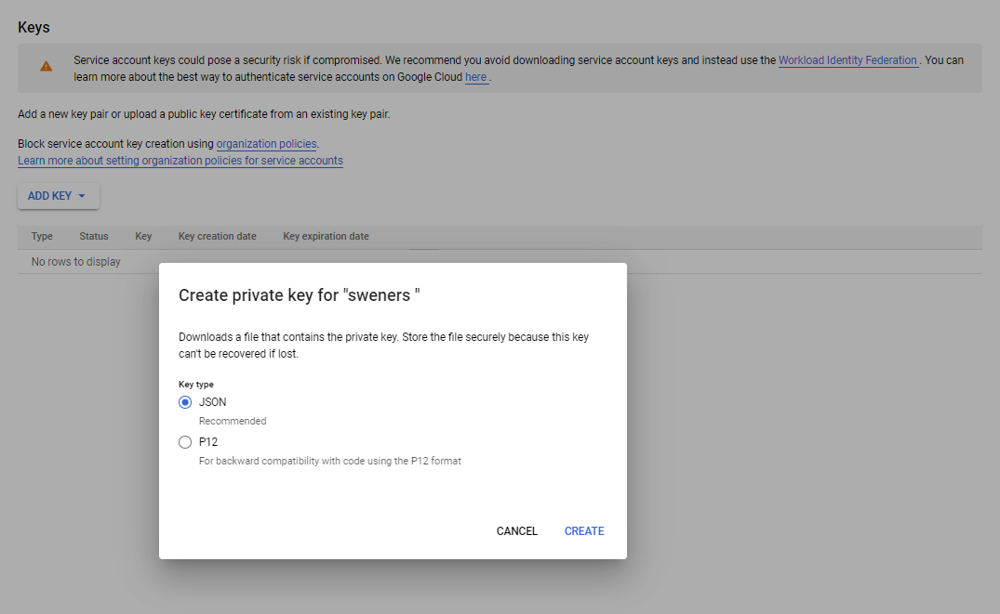 Keys
Service account keys could pose a security risk if compromised. We recommend you avoid downloading service account keys and instead use the Workload Identity Federation . You can
learn more about the best way to authenticate service accounts on Google Cloud here .
Add a new key pair or upload a public key certificate from an existing key pair.
Block service account key creation using organization policies.
Learn more about setting organization policies for service accounts
ADD KEY
Type Status Key Key creation date Key expiration date
No rows to display
Create private key for "sweners "
Downloads a file that contains the private key. Store the file securely because this key
can't be recovered if lost.
Key type
JSON
Recommended
P12
For backward compatibility with code using the P12 format
CANCEL CREATE